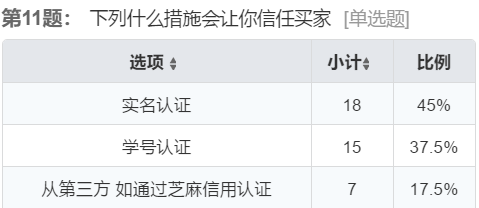 第11题： 下列什么措施会让你信任买家 [单选题]
选项 小计 比例
实名认证 18 45%
学号认证 15 37.5%
从第三方 如通过芝麻信用认证 7 17.5%